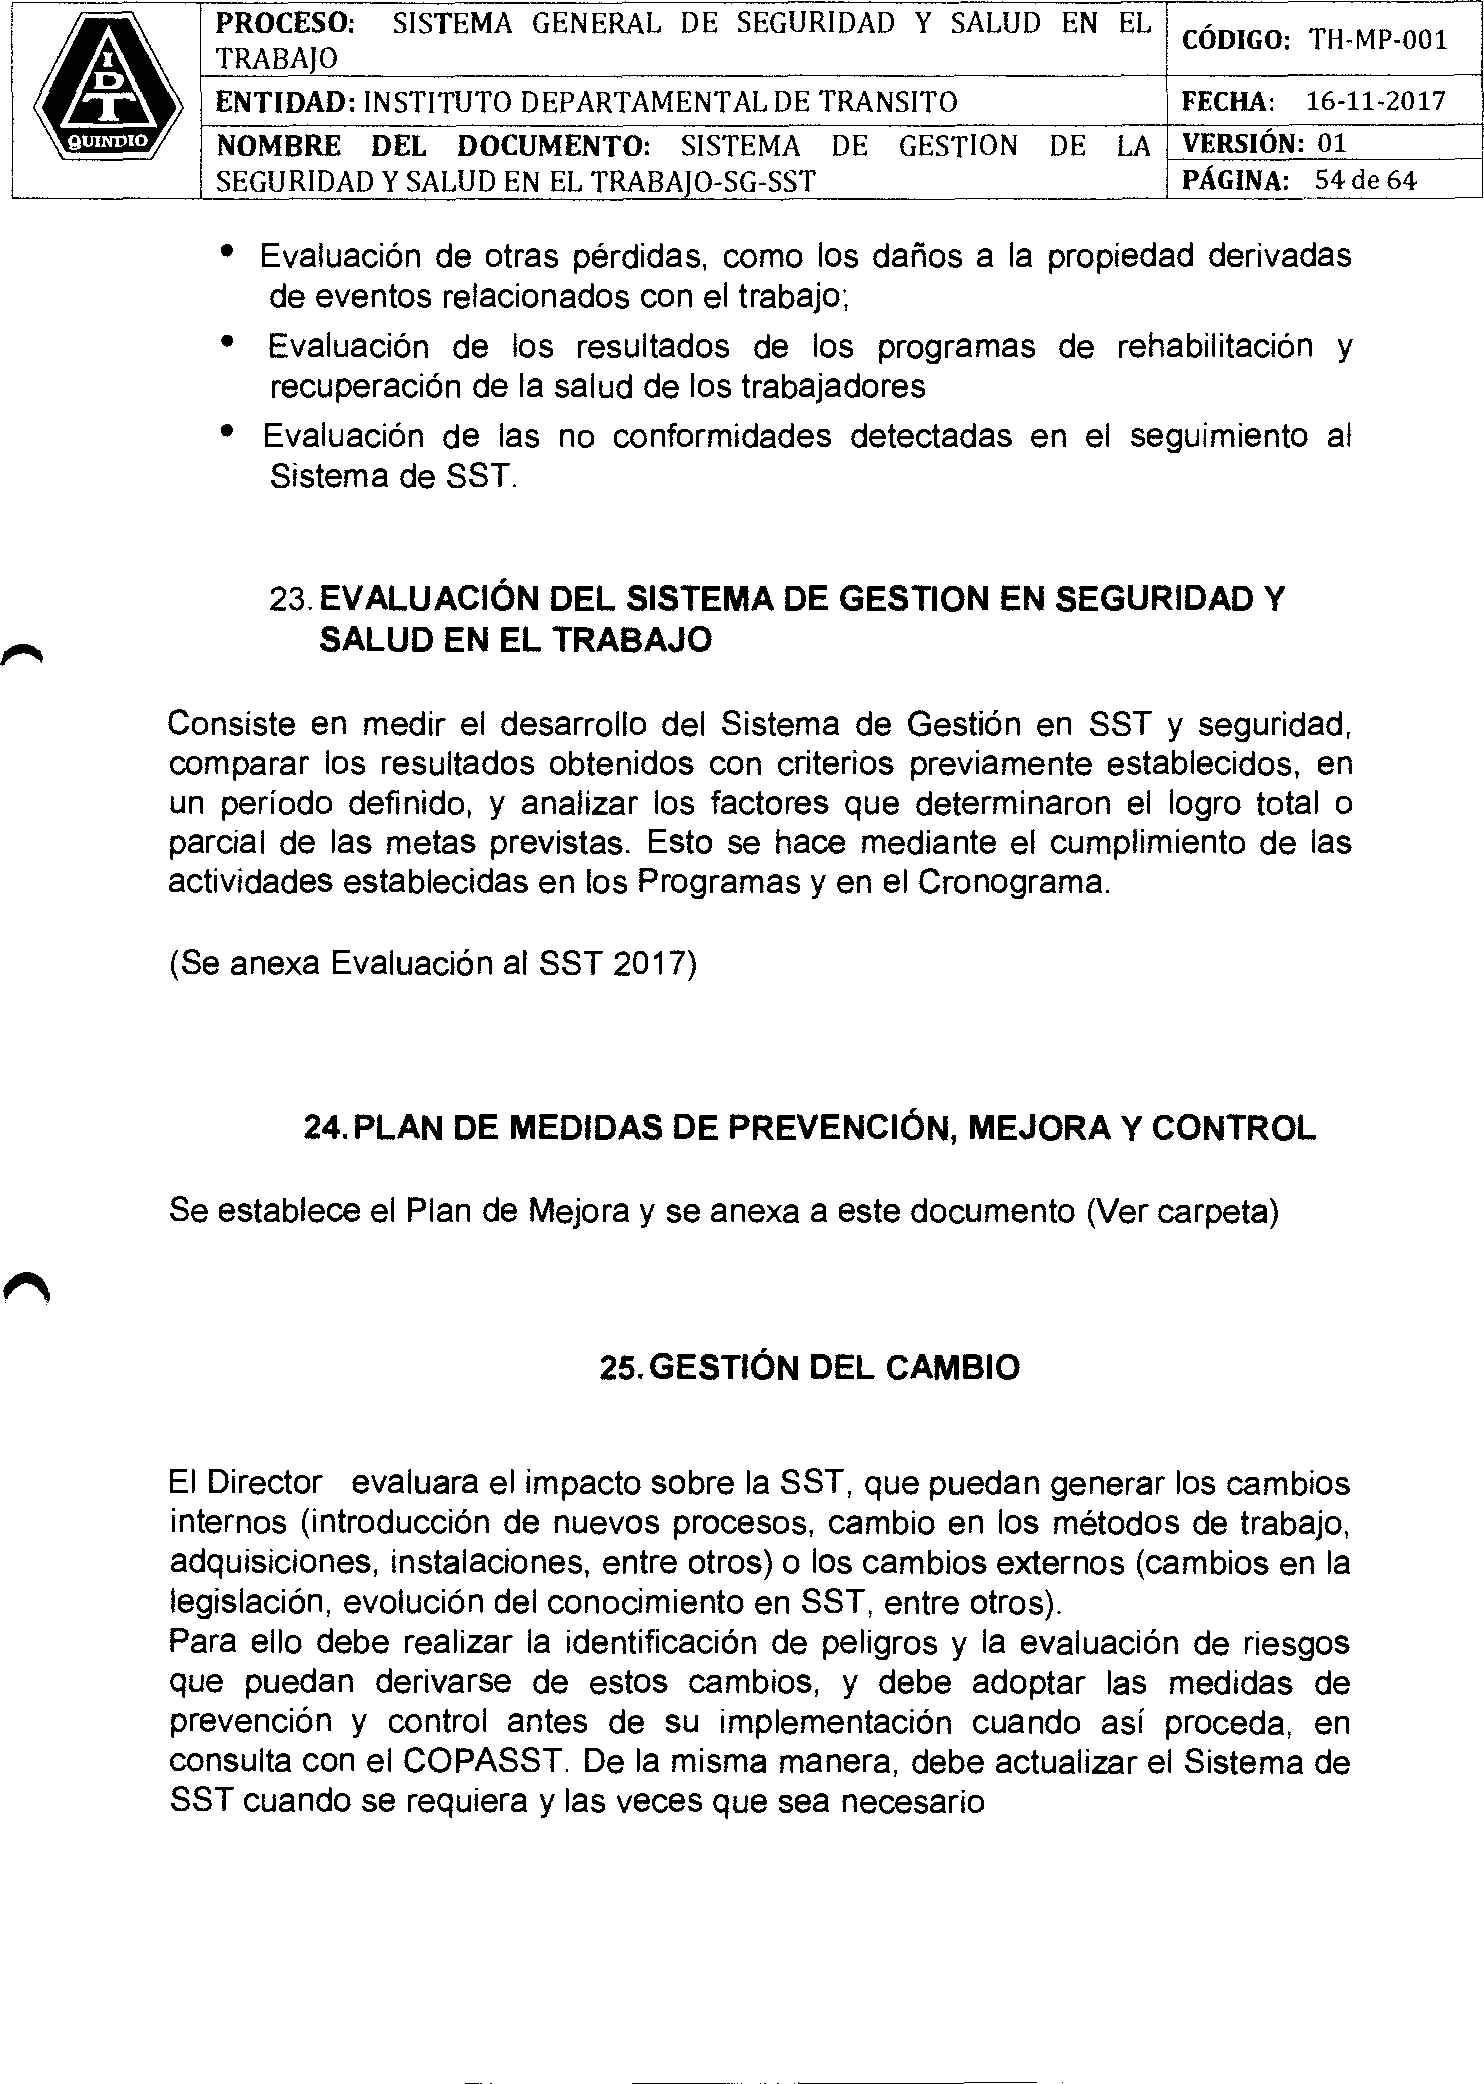 I
D
T
QUINDIO
PROCESO: SISTEMA GENERAL DE SEGURIDAD Y SALUD EN EL
TRABAJO
CÓDIGO: TH-MP-001
ENTIDAD: INSTITUTO DEPARTAMENTAL DE TRANSITO
FECHA: 16-11-2017
NOMBRE DEL DOCUMENTO: SISTEMA DE GESTION DE LA
SEGURIDAD Y SALUD EN EL TRABAJO-SG-SST
VERSIÓN: 01
PÁGINA: 54 de 64
• Evaluación de otras pérdidas, como los daños a la propiedad derivadas
de eventos relacionados con el trabajo;
• Evaluación de los resultados de los programas de rehabilitación y
recuperación de la salud de los trabajadores
• Evaluación de las no conformidades detectadas en el seguimiento al
Sistema de SST.
23. EVALUACIÓN DEL SISTEMA DE GESTION EN SEGURIDAD Y
SALUD EN EL TRABAJO
Consiste en medir el desarrollo del Sistema de Gestión en SST y seguridad,
comparar los resultados obtenidos con criterios previamente establecidos, en
un período definido, y analizar los factores que determinaron el logro total o
parcial de las metas previstas. Esto se hace mediante el cumplimiento de las
actividades establecidas en los Programas y en el Cronograma.
(Se anexa Evaluación al SST 2017)
24. PLAN DE MEDIDAS DE PREVENCIÓN, MEJORA Y CONTROL
Se establece el Plan de Mejora y se anexa a este documento (Ver carpeta)
25. GESTIÓN DEL CAMBIO
El Director evaluara el impacto sobre la SST, que puedan generar los cambios
internos (introducción de nuevos procesos, cambio en los métodos de trabajo,
adquisiciones, instalaciones, entre otros) o los cambios externos (cambios en la
legislación, evolución del conocimiento en SST, entre otros).
Para ello debe realizar la identificación de peligros y la evaluación de riesgos
que puedan derivarse de estos cambios, y debe adoptar las medidas de
prevención y control antes de su implementación cuando así proceda, en
consulta con el COPASST. De la misma manera, debe actualizar el Sistema de
SST cuando se requiera y las veces que sea necesario